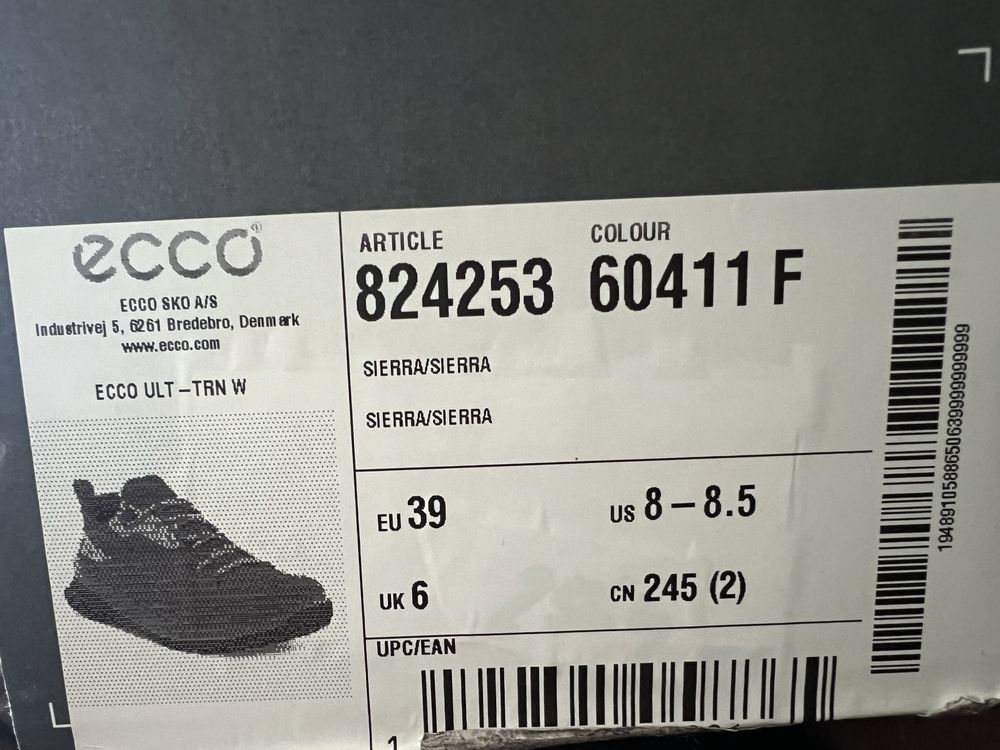 ecco®
ECCO SKO A/S
Industrivej 5, 6261 Bredebro, Denmark
www.ecco.com
ECCO ULT-TRN W
ARTICLE COLOUR
824253 60411 F
SIERRA/SIERRA
SIERRA/SIERRA
EU 39 US 8 – 8.5
UK 6 CN 245 (2)
UPC/EAN
1